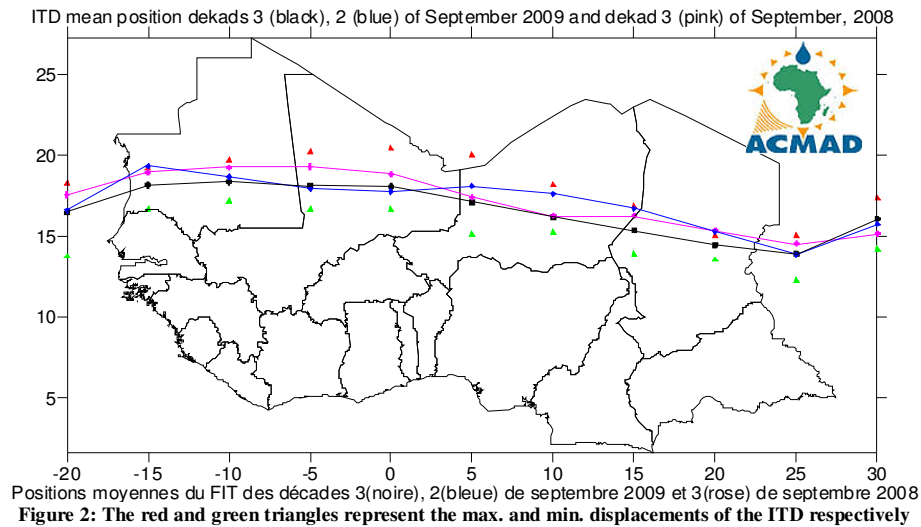 ITD mean position dekads 3 (black), 2 (blue) of September 2009 and dekad 3 (pink) of September, 2008
25
20
15
10
5
ACMAD
-20 -15 -10 -5 0 5 10 15 20 25 30
Positions moyennes du FIT des décades 3(noire), 2(bleue) de septembre 2009 et 3(rose) de septembre 2008
Figure 2: The red and green triangles represent the max. and min. displacements of the ITD respectively